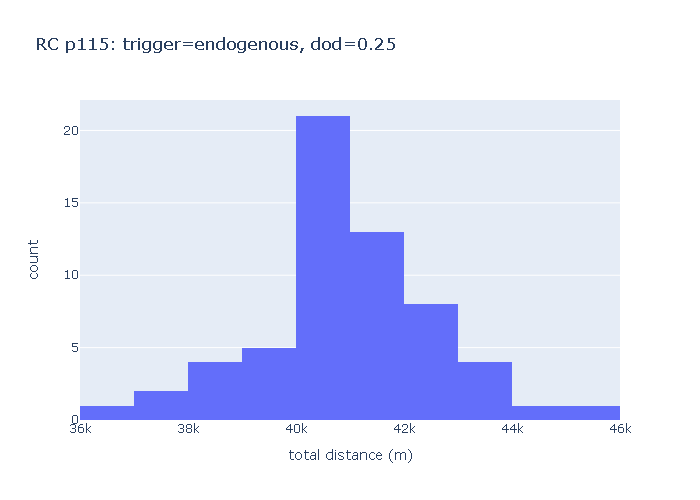 RC p115: trigger=endogenous, dod=0.25
count
20
15
10
5
0
36k 38k 40k 42k 44k 46k
total distance (m)